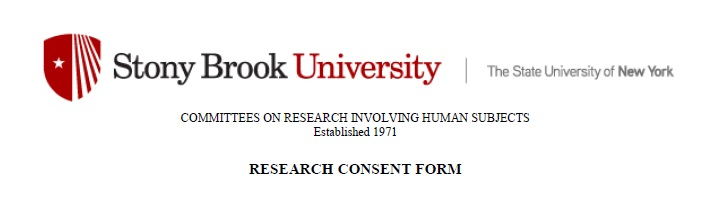 Stony Brook University | The State University of New York
COMMITTEES ON RESEARCH INVOLVING HUMAN SUBJECTS
Established 1971
RESEARCH CONSENT FORM